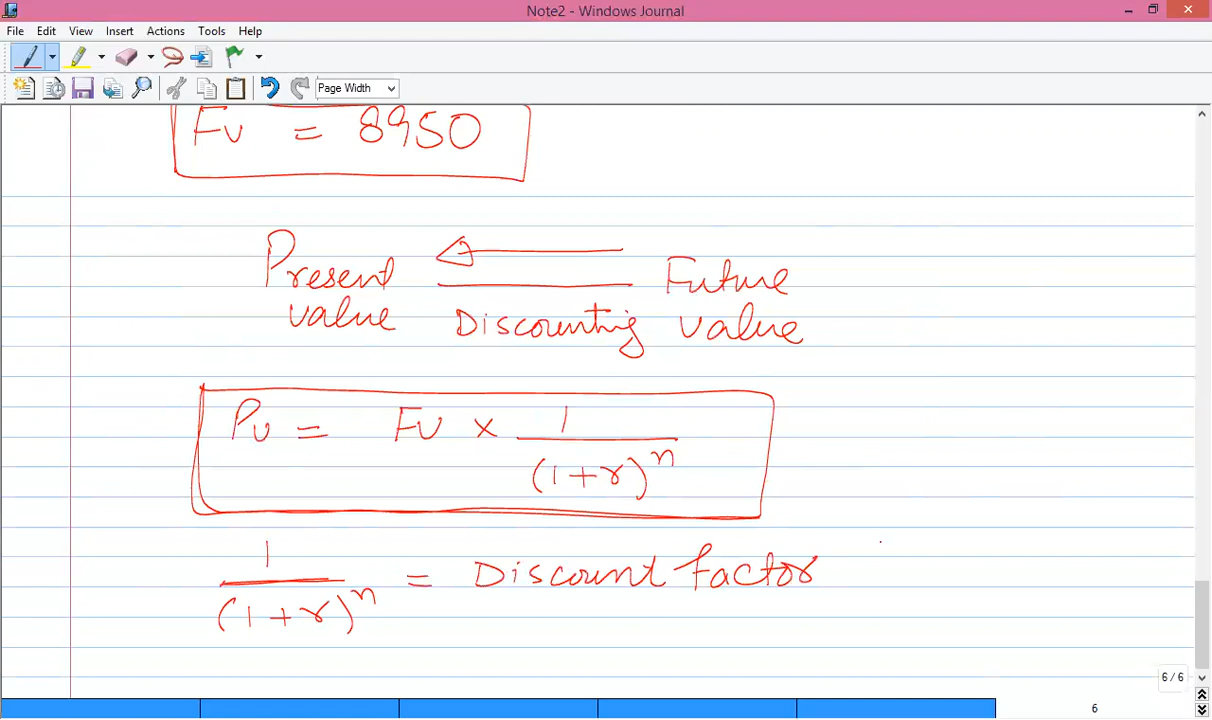 Note2 - Windows Journal
File Edit View Insert Actions Tools Help
Page Width
Fv = 8950
Present Future
value Discounting value
Pv = Fv × 1/(1+r)^n
1/(1+r)^n = Discount factor
6 / 6
6